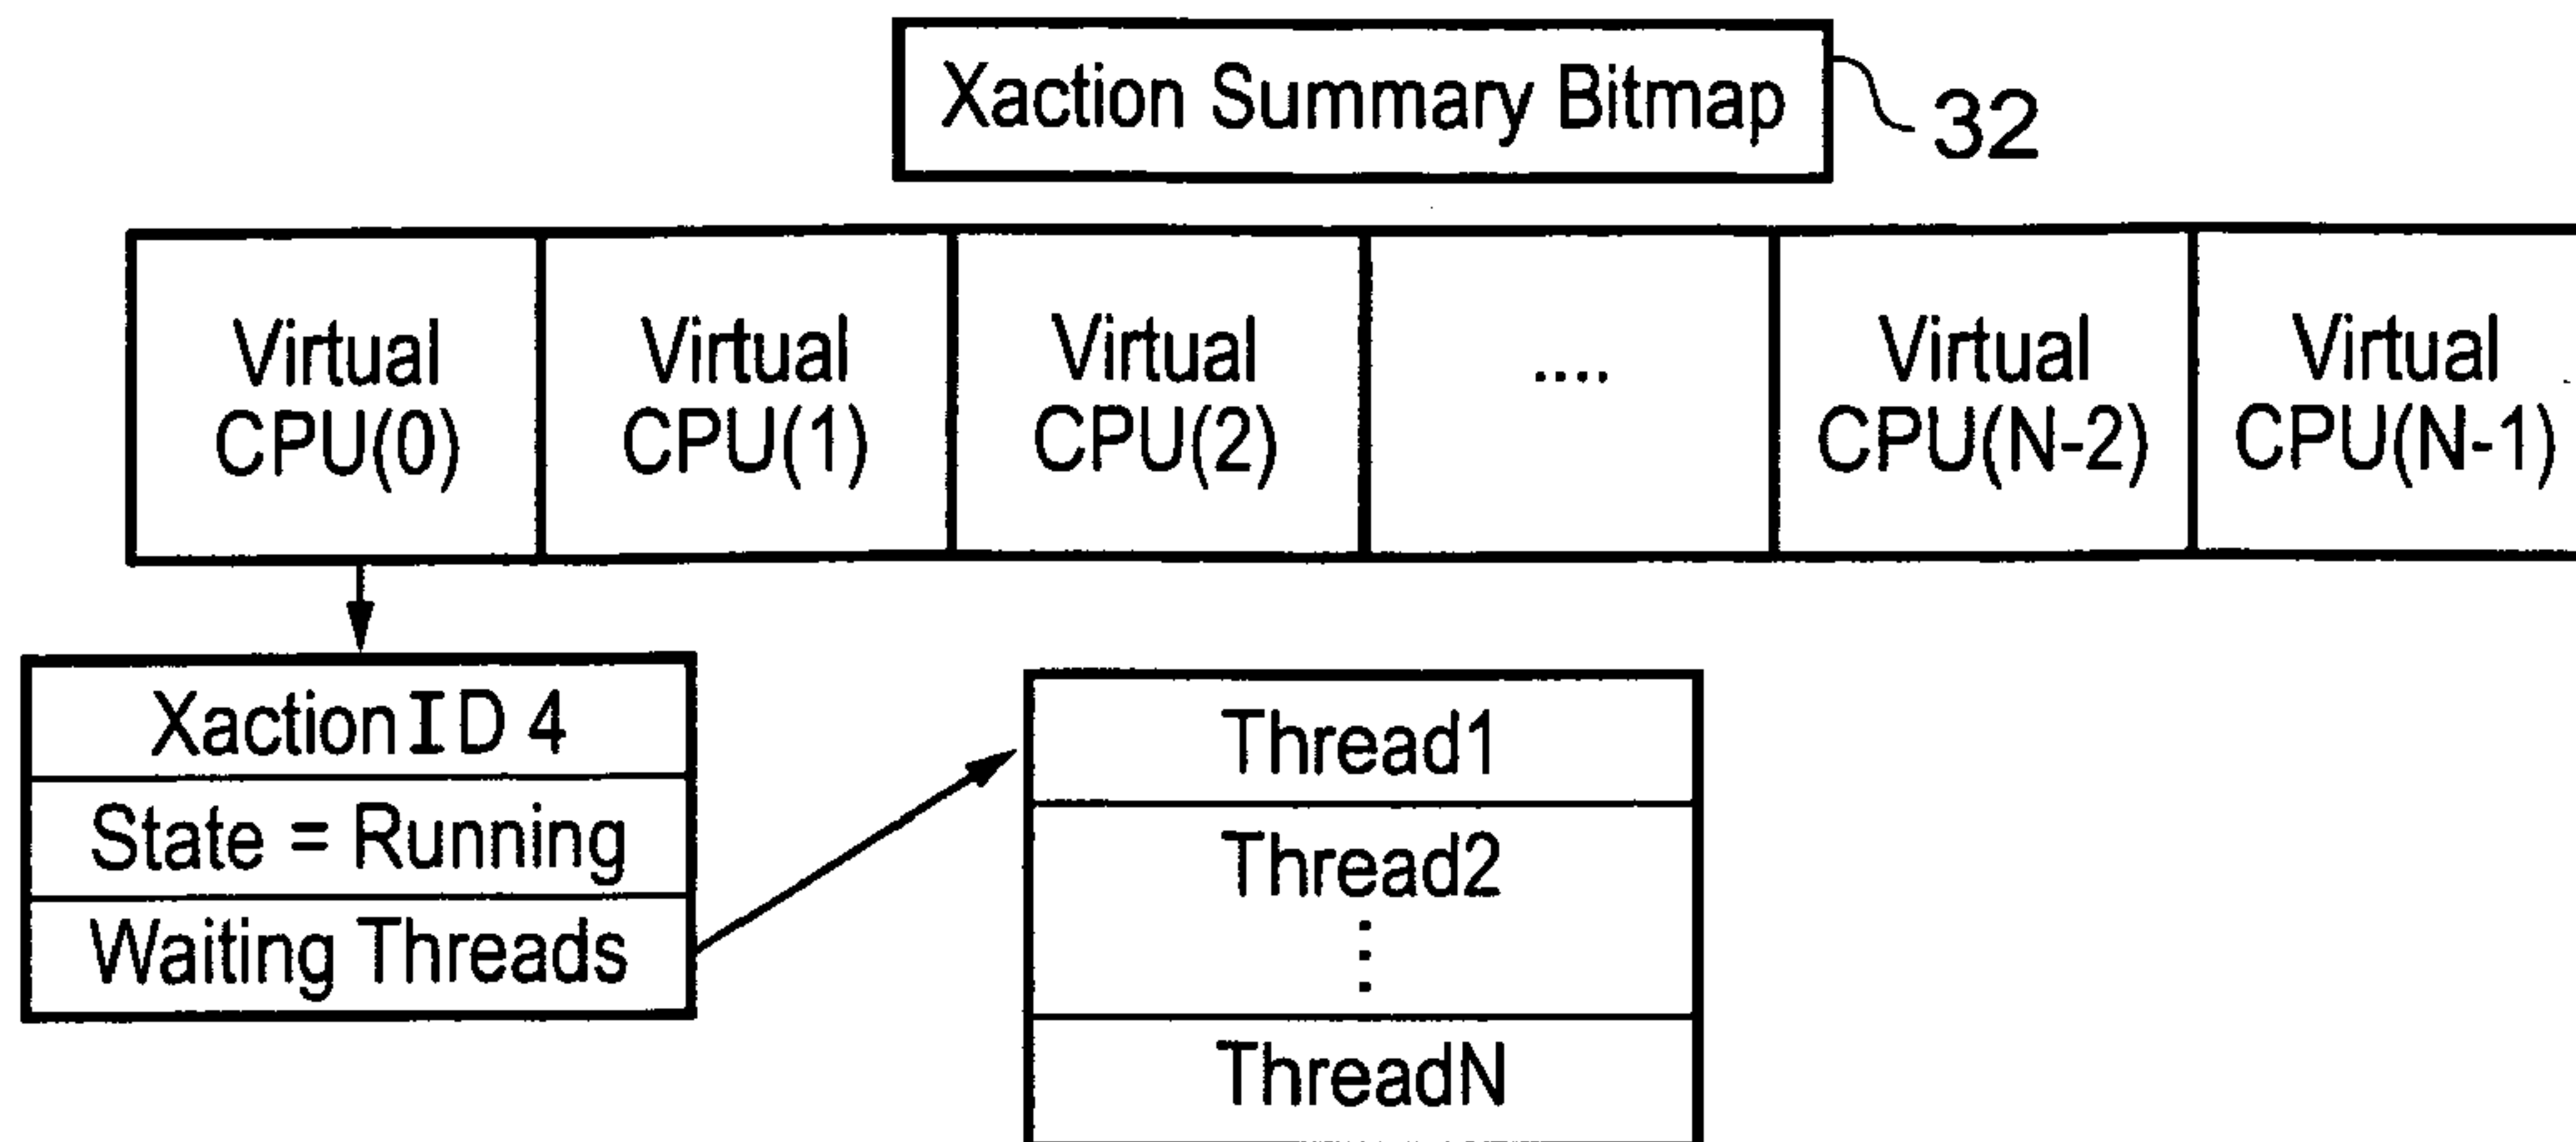 Xaction Summary Bitmap
32
Virtual
CPU(0)
Virtual
CPU(1)
Virtual
CPU(2)
....
Virtual
CPU(N-2)
Virtual
CPU(N-1)
Xaction ID 4
State = Running
Waiting Threads
Thread1
Thread2
ThreadN